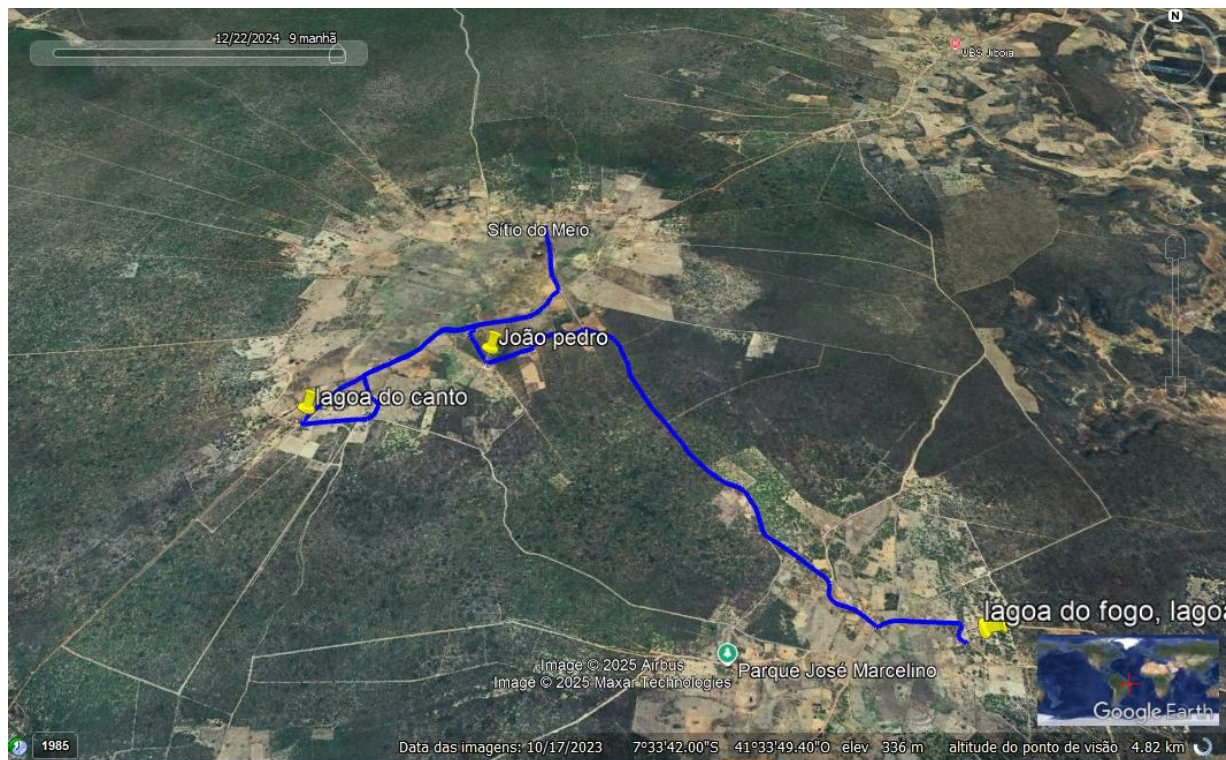 12/22/2024 9 manhã
N
UBS Jiboia
Sítio do Meio
João pedro
lagoa do canto
lagoa do fogo, lagoa
Parque José Marcelino
Image © 2025 Airbus
Image © 2025 Maxar Technologies
Google Earth
1985
Data das imagens: 10/17/2023 7°33'42.00"S 41°33'49.40"O elev 336 m altitude do ponto de visão 4.82 km